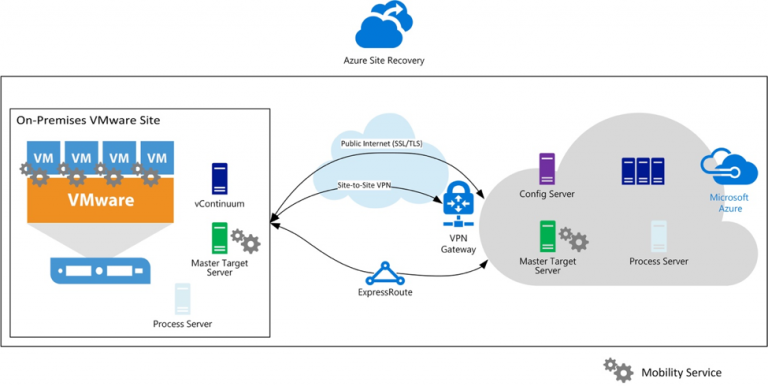 Azure Site Recovery
On-Premises VMware Site
VM VM VM VM
VMware
vContinuum
Master Target
Server
Process Server
Public Internet (SSL/TLS)
Site-to-Site VPN
VPN
Gateway
ExpressRoute
Config Server
Microsoft
Azure
Master Target
Server
Process Server
Mobility Service